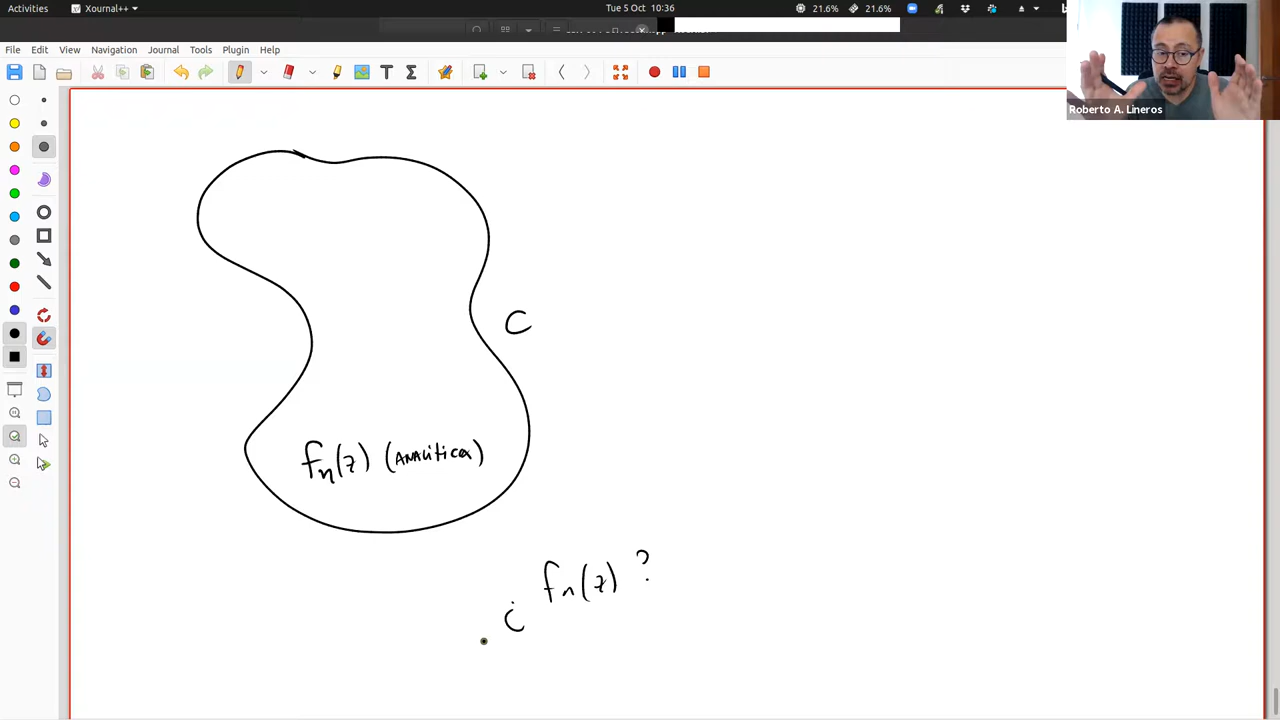 Activities
Xournal++
Tue 5 Oct 10:36
21.6%
21.6%
File Edit View Navigation Journal Tools Plugin Help
Roberto A. Lineros
C
fn(z) (ANALíTICA)
¿ fn(z) ?